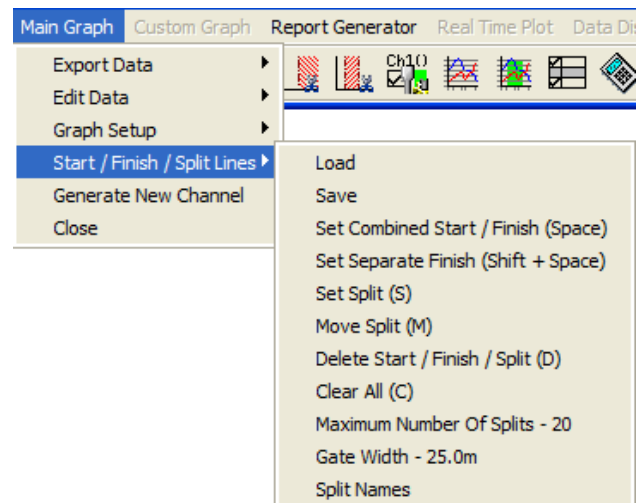 Main Graph Custom Graph Report Generator Real Time Plot Data Di
Ch1()
Export Data
Edit Data
Graph Setup
Start / Finish / Split Lines
Generate New Channel
Close
Load
Save
Set Combined Start / Finish (Space)
Set Separate Finish (Shift + Space)
Set Split (S)
Move Split (M)
Delete Start / Finish / Split (D)
Clear All (C)
Maximum Number Of Splits - 20
Gate Width - 25.0m
Split Names